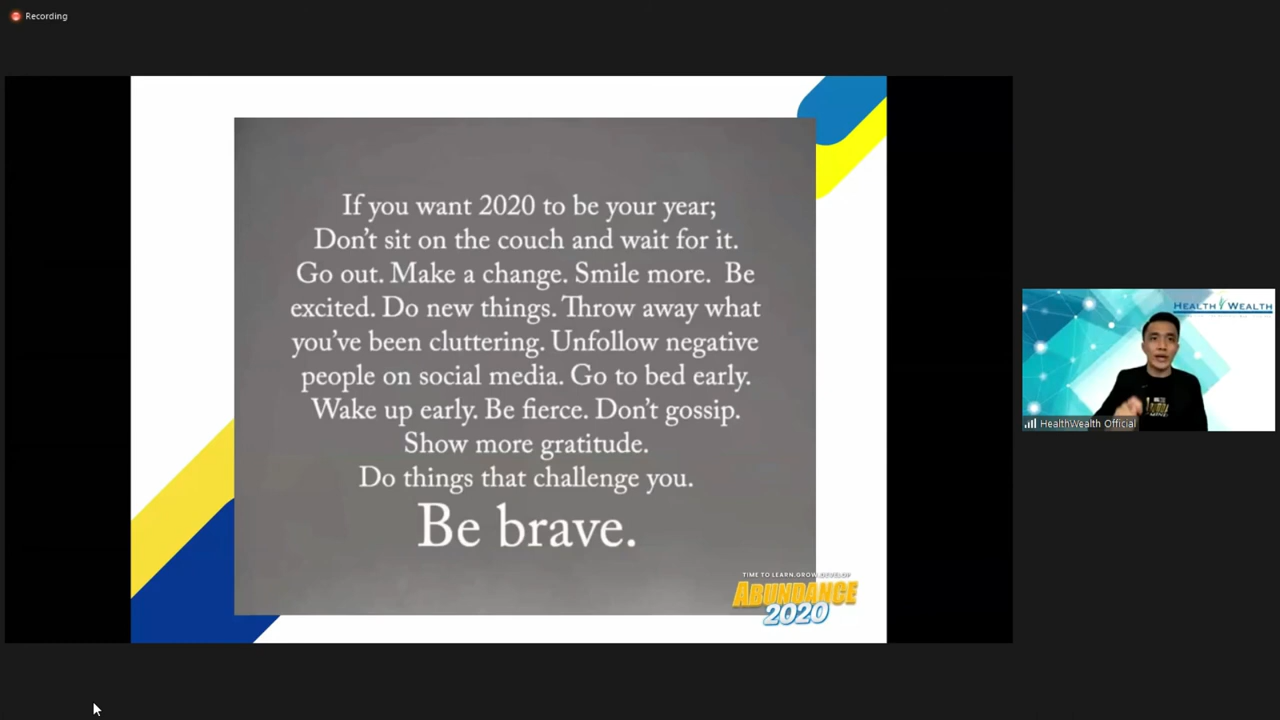 Recording
If you want 2020 to be your year;
Don't sit on the couch and wait for it.
Go out. Make a change. Smile more.  Be
excited. Do new things. Throw away what
you've been cluttering. Unfollow negative
people on social media. Go to bed early.
Wake up early. Be fierce. Don't gossip.
Show more gratitude.
Do things that challenge you.
Be brave.
TIME TO LEARN.GROW.DEVELOP
ABUNDANCE
2020
HEALTH WEALTH
HealthWealth Official